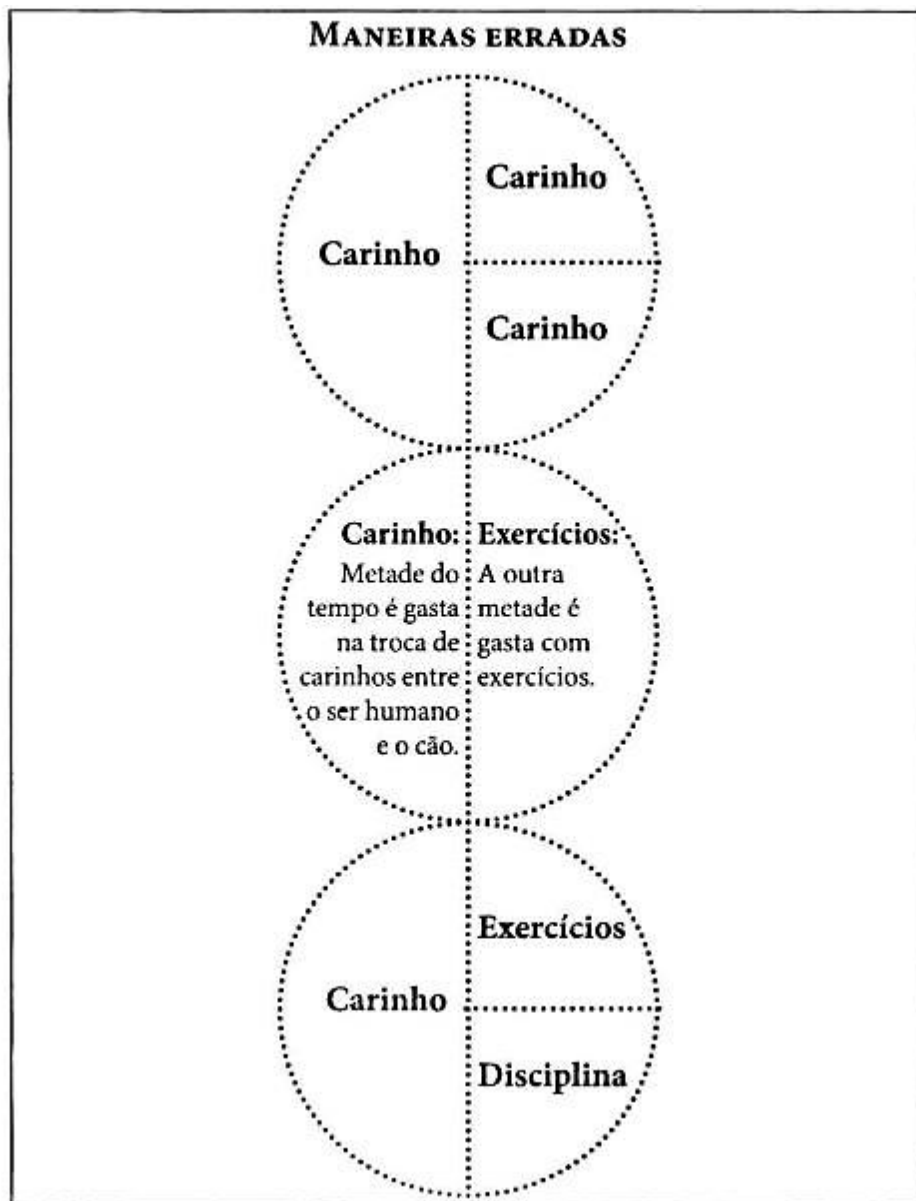 MANEIRAS ERRADAS
Carinho
Carinho
Carinho
Carinho:
Metade do
tempo é gasta
na troca de
carinhos entre
o ser humano
e o cão.
Exercícios:
A outra
metade é
gasta com
exercícios.
Carinho
Exercícios
Disciplina